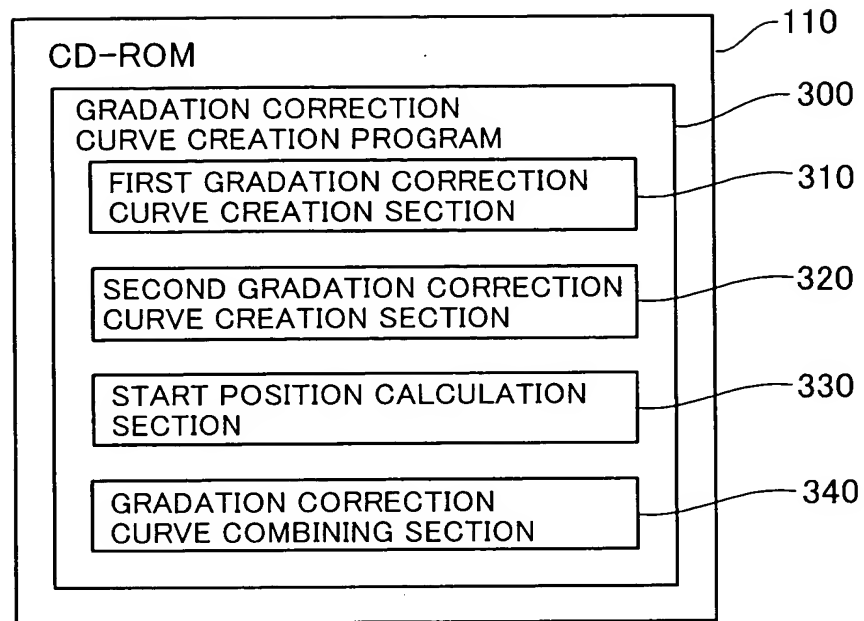 CD-ROM
110
GRADATION CORRECTION
CURVE CREATION PROGRAM
300
FIRST GRADATION CORRECTION
CURVE CREATION SECTION
310
SECOND GRADATION CORRECTION
CURVE CREATION SECTION
320
START POSITION CALCULATION
SECTION
330
GRADATION CORRECTION
CURVE COMBINING SECTION
340